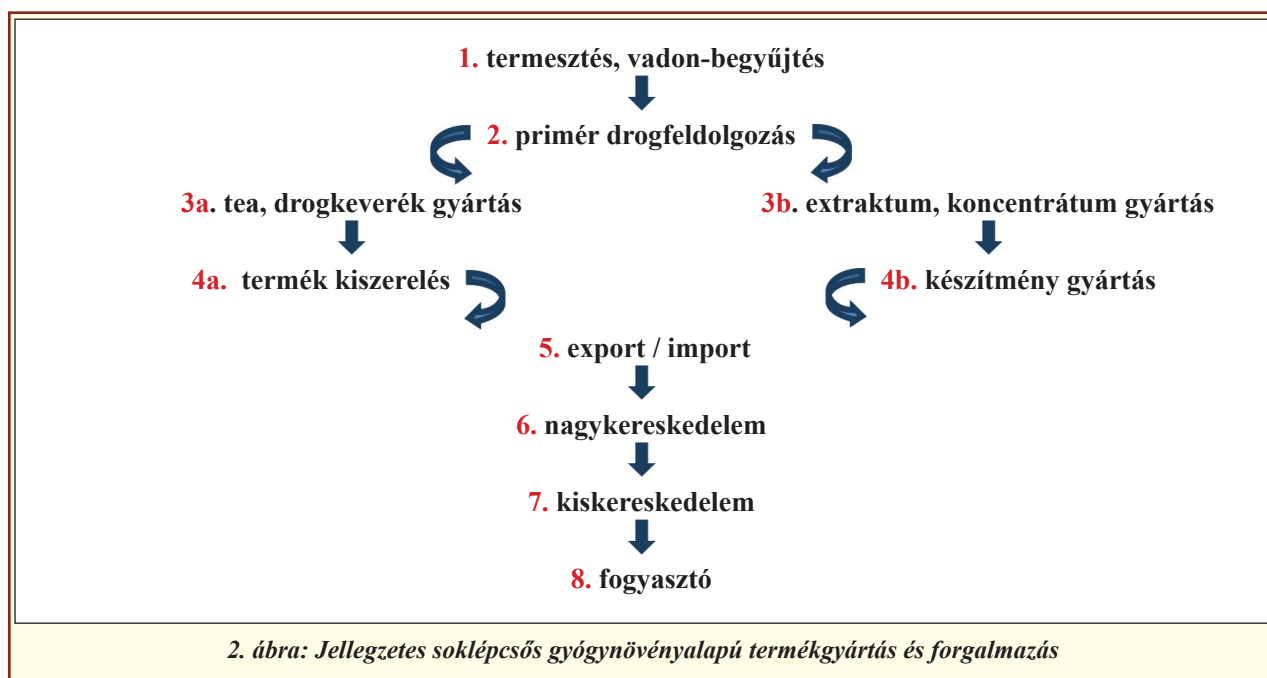 1. termesztés, vadon-begyűjtés
2. primér drogfeldolgozás
3a. tea, drogkeverék gyártás
3b. extraktum, koncentrátum gyártás
4a. termék kiszerelés
4b. készítmény gyártás
5. export / import
6. nagykereskedelem
7. kiskereskedelem
8. fogyasztó
2. ábra: Jellegzetes soklépcsős gyógynövényalapú termékgyártás és forgalmazás